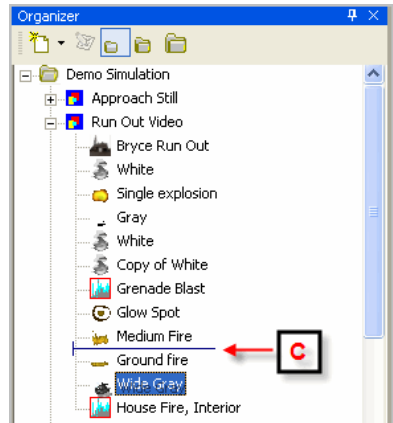 Organizer
Demo Simulation
Approach Still
Run Out Video
Bryce Run Out
White
Single explosion
Gray
White
Copy of White
Grenade Blast
Glow Spot
Medium Fire
C
Ground fire
Wide Gray
House Fire, Interior